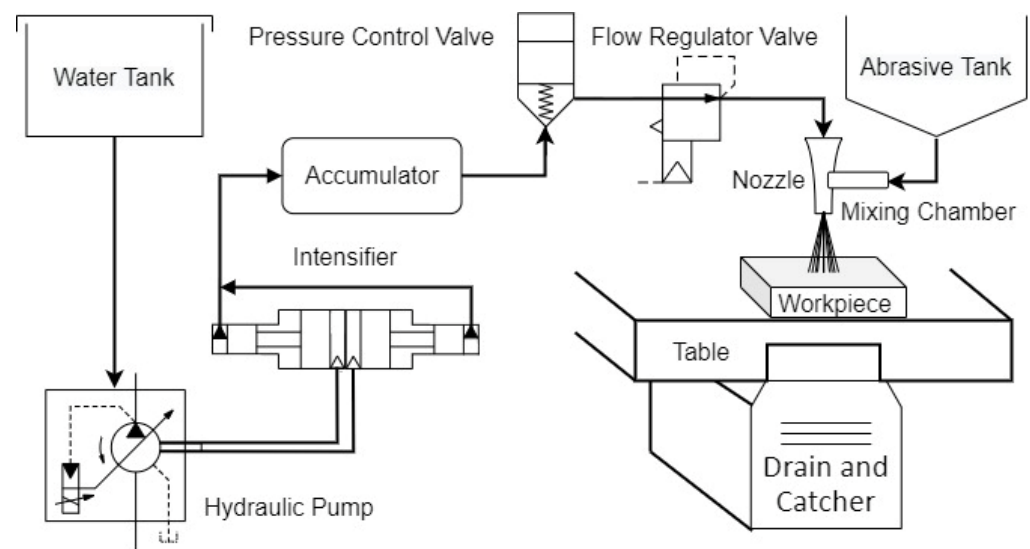 Pressure Control Valve
Flow Regulator Valve
Water Tank
Abrasive Tank
Accumulator
Nozzle
Mixing Chamber
Intensifier
Workpiece
Table
Drain and
Catcher
Hydraulic Pump